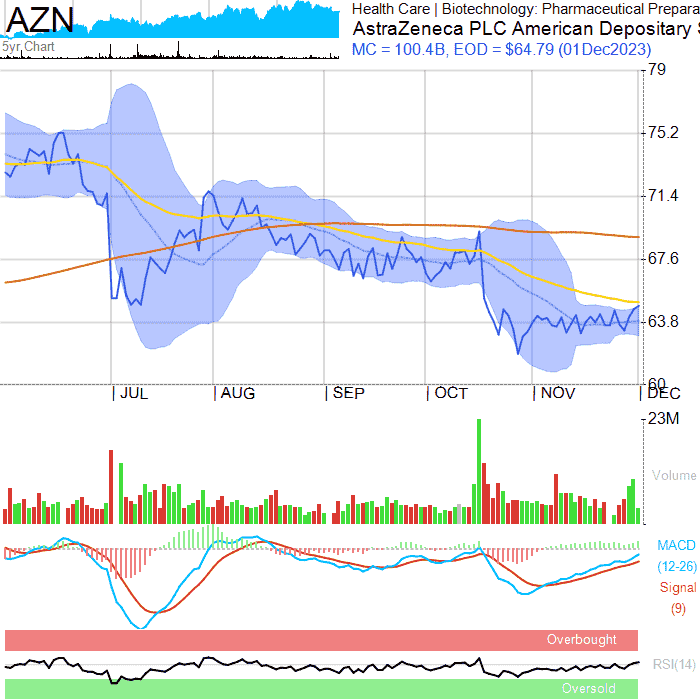 AZN
5yr Chart
Health Care | Biotechnology: Pharmaceutical Prepara
AstraZeneca PLC American Depositary S
MC = 100.4B, EOD = $64.79 (01Dec2023)
79
75.2
71.4
67.6
63.8
60
JUL
AUG
SEP
OCT
NOV
DEC
23M
Volume
MACD
(12-26)
Signal
(9)
Overbought
RSI(14)
Oversold